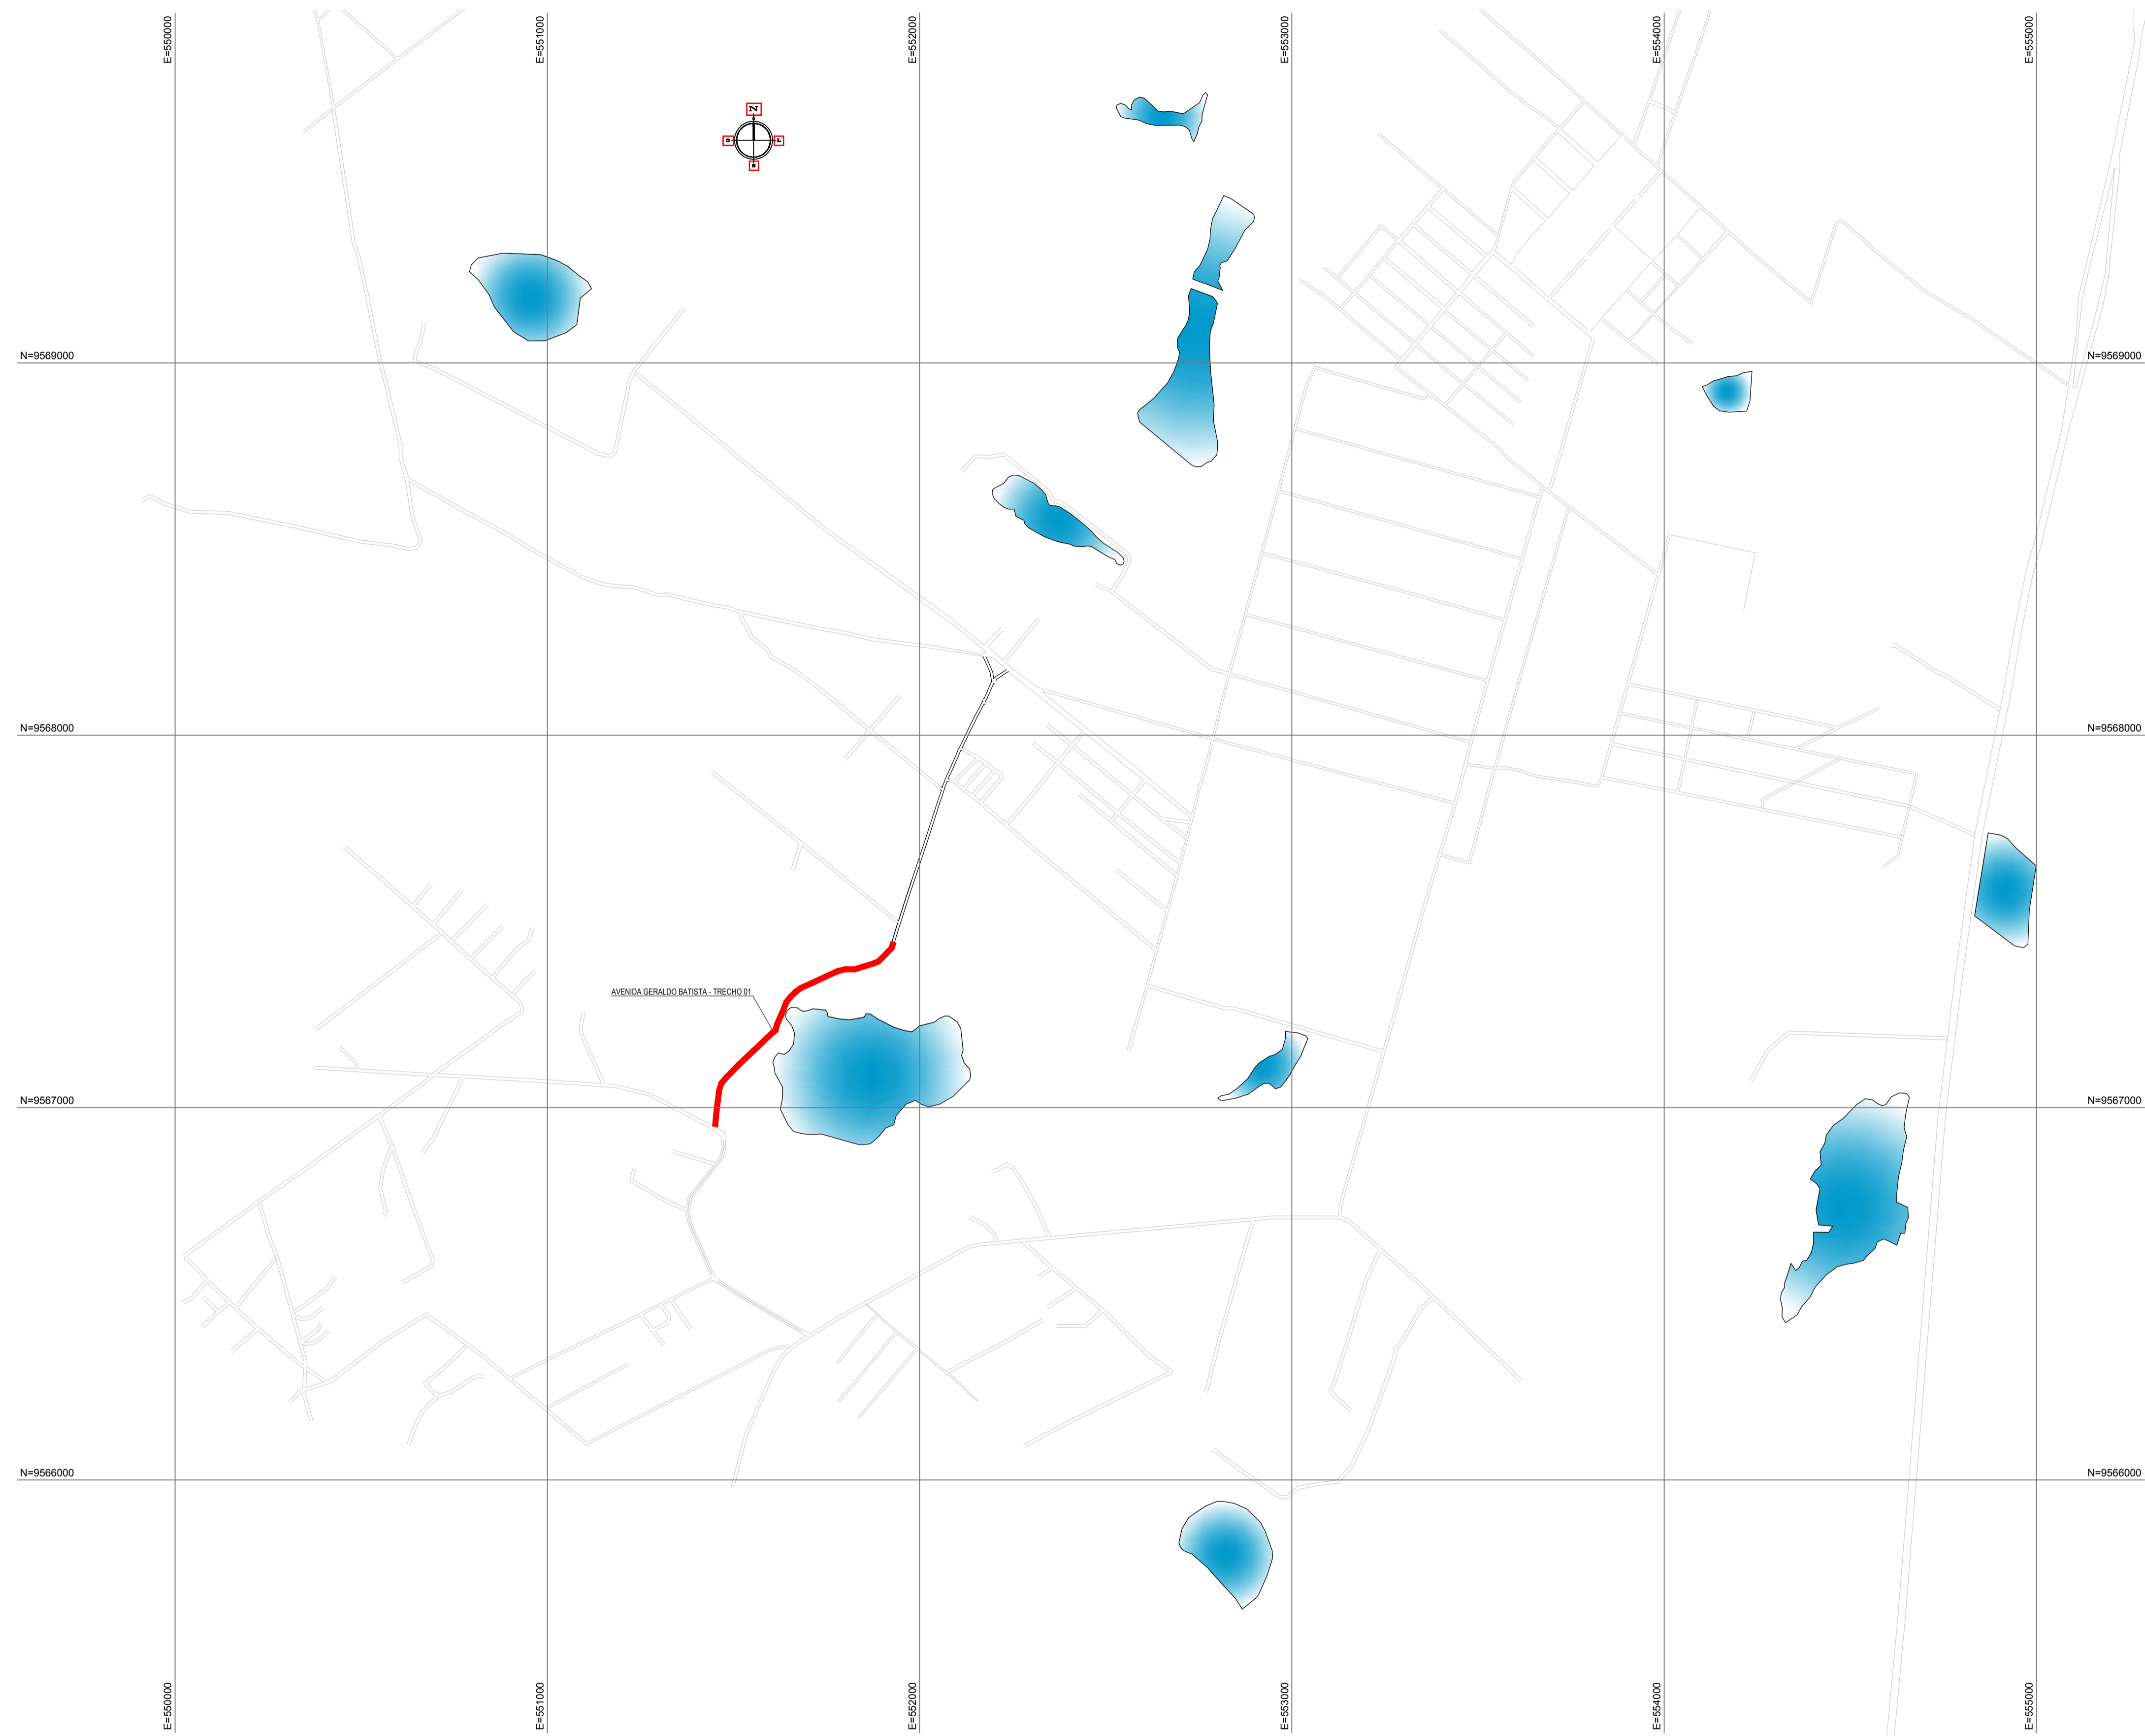 E=550000
E=551000
E=552000
E=553000
E=554000
E=555000
N
O
L
S
N=9569000
N=9569000
N=9568000
N=9568000
AVENIDA GERALDO BATISTA - TRECHO 01
N=9567000
N=9567000
N=9566000
N=9566000
E=550000
E=551000
E=552000
E=553000
E=554000
E=555000